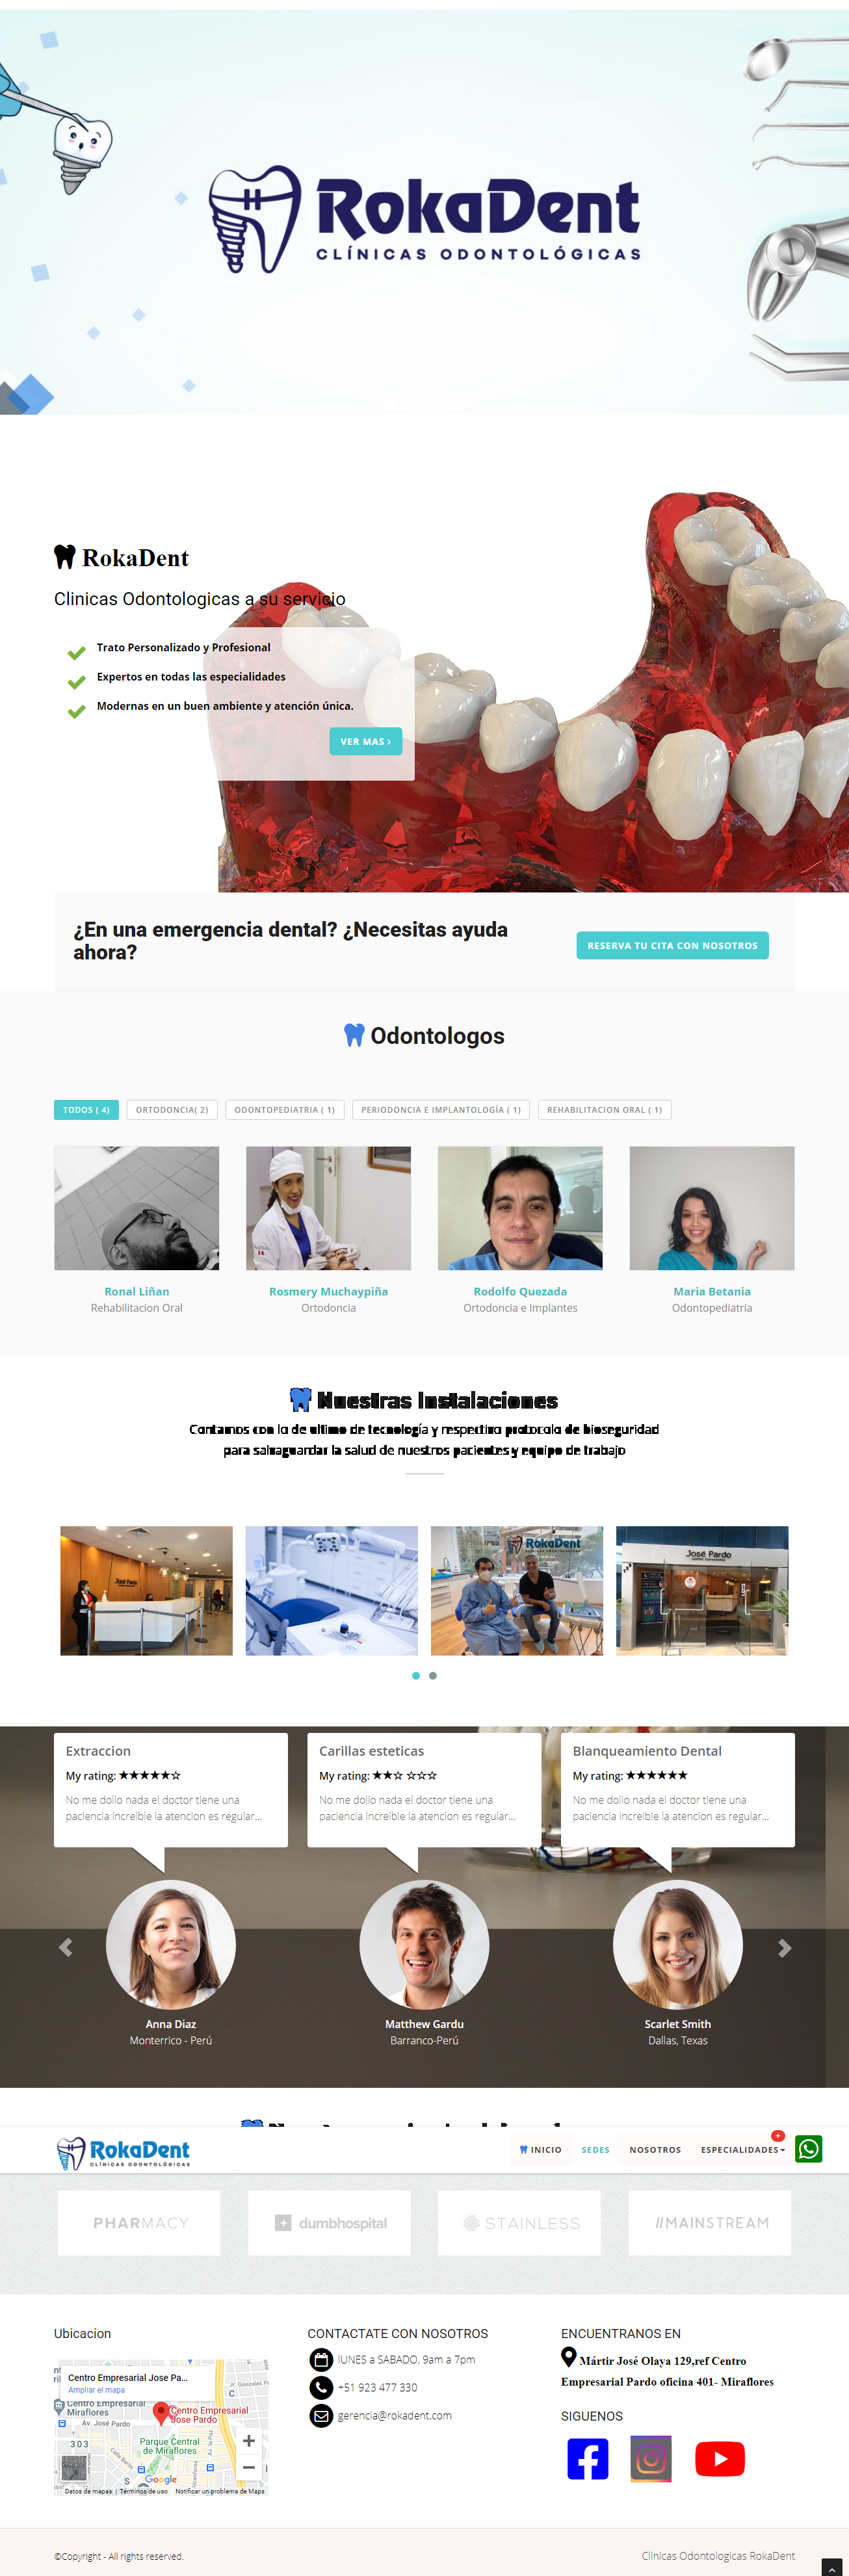 RokaDent
CLÍNICAS ODONTOLÓGICAS
RokaDent
Clinicas Odontologicas a su servicio
Trato Personalizado y Profesional
Expertos en todas las especialidades
Modernas en un buen ambiente y atención única.
VER MAS ›
¿En una emergencia dental? ¿Necesitas ayuda
ahora?
RESERVA TU CITA CON NOSOTROS
Odontologos
TODOS ( 4)
ORTODONCIA( 2)
ODONTOPEDIATRIA ( 1)
PERIODONCIA E IMPLANTOLOGÍA ( 1)
REHABILITACION ORAL ( 1)
Ronal Liñan
Rehabilitacion Oral
Rosmery Muchaypiña
Ortodoncia
Rodolfo Quezada
Ortodoncia e Implantes
Maria Betania
Odontopediatria
Nuestras Instalaciones
Contamos con lo de ultimo de tecnología y respectivo protocolo de bioseguridad
para salvaguardar la salud de nuestros pacientes y equipo de trabajo
José Pardo
RokaDent
José Pardo
Extraccion
My rating: ★★★★★☆
No me dolio nada el doctor tiene una
paciencia increible la atencion es regular...
Carillas esteticas
My rating: ★★☆ ☆☆☆
No me dolio nada el doctor tiene una
paciencia increible la atencion es regular...
Blanqueamiento Dental
My rating: ★★★★★★
No me dolio nada el doctor tiene una
paciencia increible la atencion es regular...
Anna Diaz
Monterrico - Perú
Matthew Gardu
Barranco-Perú
Scarlet Smith
Dallas, Texas
RokaDent
CLÍNICAS ODONTOLÓGICAS
INICIO
SEDES
NOSOTROS
ESPECIALIDADES
+
PHARMACY
dumbhospital
STAINLESS
//MAINSTREAM
Ubicacion
Centro Empresarial Jose Pa...
Ampliar el mapa
Centro Empresarial
Miraflores
Av. José Pardo
Centro Empresarial
Jose Pardo
303
Parque Central
de Miraflores
Google
Datos de mapas
Términos de uso
Notificar un problema de Maps
CONTACTATE CON NOSOTROS
lUNES a SABADO, 9am a 7pm
+51 923 477 330
gerencia@rokadent.com
ENCUENTRANOS EN
Mártir José Olaya 129,ref Centro
Empresarial Pardo oficina 401- Miraflores
SIGUENOS
©Copyright - All rights reserved.
Clinicas Odontologicas RokaDent